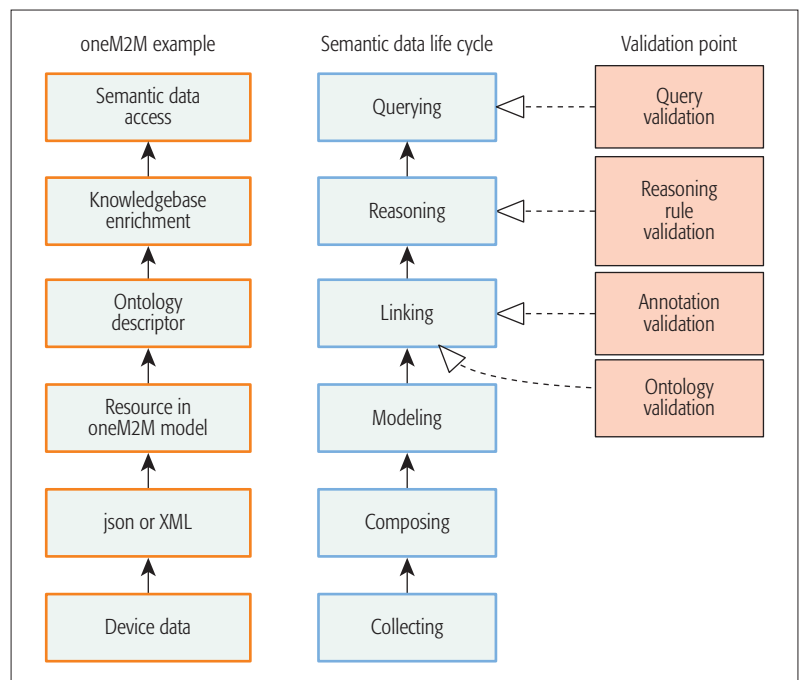 oneM2M example
Semantic data
access
Knowledgebase
enrichment
Ontology
descriptor
Resource in
oneM2M model
json or XML
Device data
Semantic data life cycle
Querying
Reasoning
Linking
Modeling
Composing
Collecting
Validation point
Query
validation
Reasoning
rule
validation
Annotation
validation
Ontology
validation